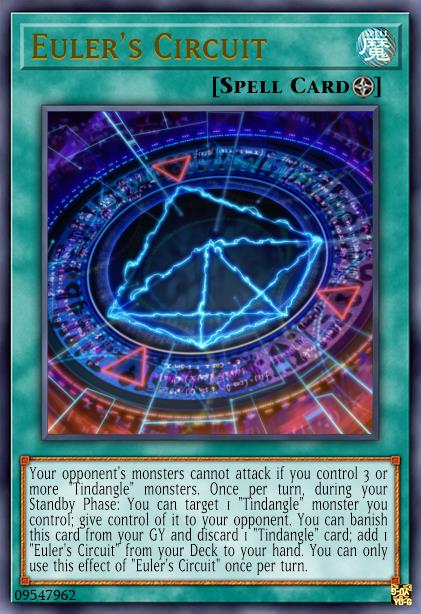 Euler's Circuit
[Spell Card]
Your opponent's monsters cannot attack if you control 3 or
more "Tindangle" monsters. Once per turn, during your
Standby Phase: You can target 1 "Tindangle" monster you
control; give control of it to your opponent. You can banish
this card from your GY and discard 1 "Tindangle" card; add 1
"Euler's Circuit" from your Deck to your hand. You can only
use this effect of "Euler's Circuit" once per turn.
09547962